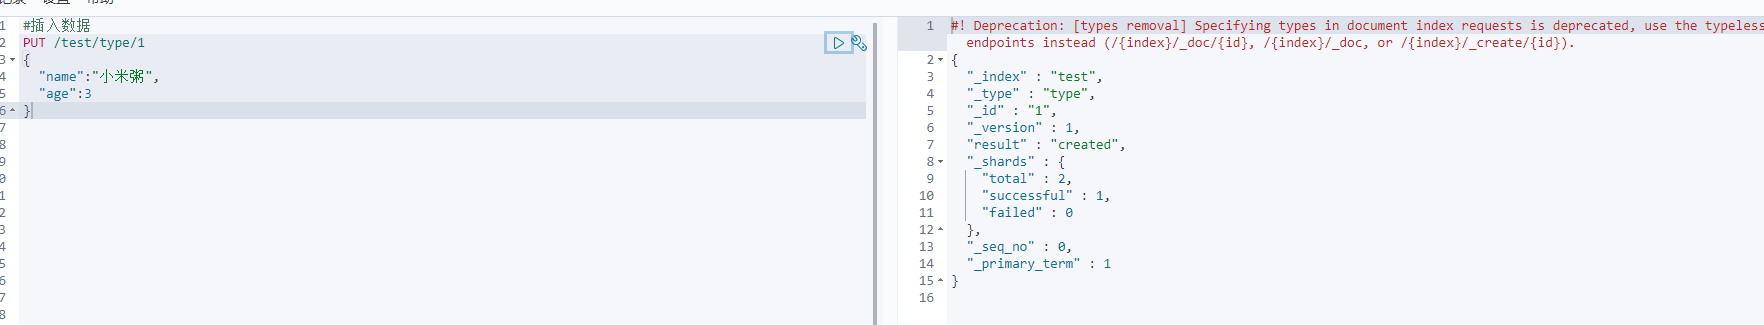 设置 帮助
1 #插入数据
2 PUT /test/type/1
3 {
4 "name":"小米粥",
5 "age":3
6 }
7
8
9
0
1
2
3
4
5
6
7
8
1 #! Deprecation: [types removal] Specifying types in document index requests is deprecated, use the typeless
endpoints instead (/{index}/_doc/{id}, /{index}/_doc, or /{index}/_create/{id}).
2 {
3 "_index" : "test",
4 "_type" : "type",
5 "_id" : "1",
6 "_version" : 1,
7 "result" : "created",
8 "_shards" : {
9 "total" : 2,
10 "successful" : 1,
11 "failed" : 0
12 },
13 "_seq_no" : 0,
14 "_primary_term" : 1
15 }
16